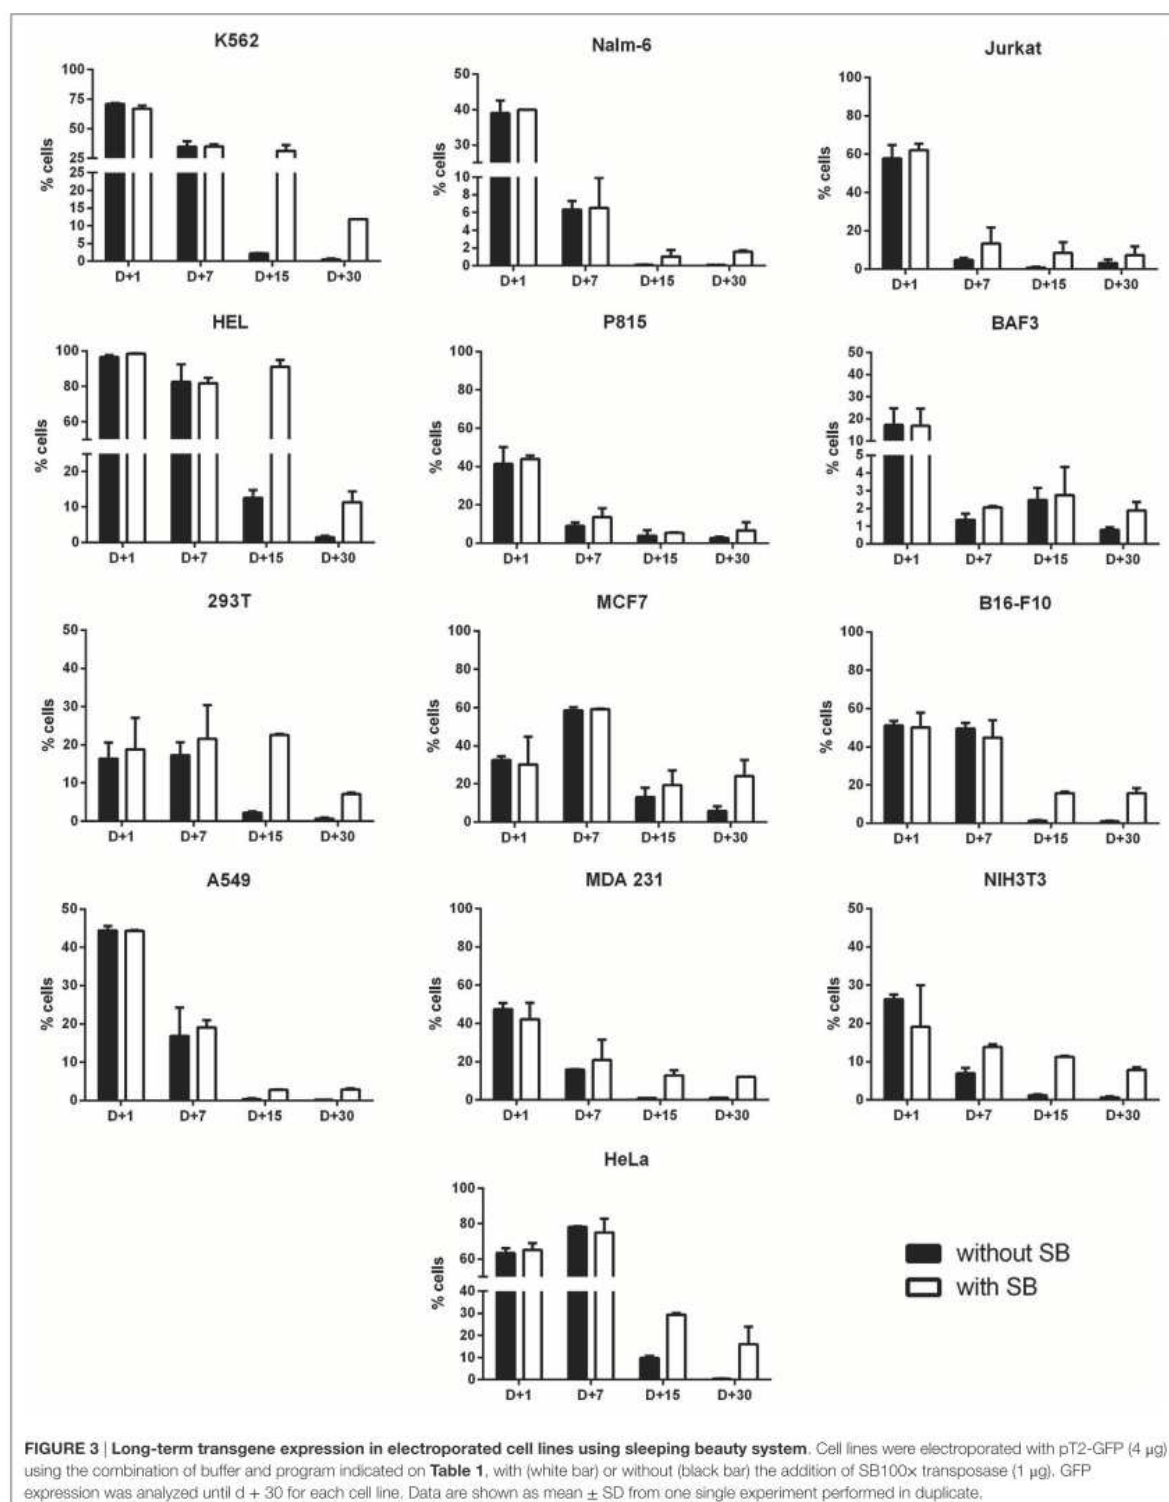 K562
Nalm-6
Jurkat
100
75
50
25
25
20
15
10
5
0
% cells
D+1 D+7 D+15 D+30
50
40
30
10
8
6
4
2
0
% cells
D+1 D+7 D+15 D+30
100
80
60
40
20
0
% cells
D+1 D+7 D+15 D+30
HEL
P815
BAF3
100
80
60
20
10
0
% cells
D+1 D+7 D+15 D+30
100
80
60
40
20
0
% cells
D+1 D+7 D+15 D+30
50
40
30
20
10
5
4
3
2
1
0
% cells
D+1 D+7 D+15 D+30
293T
MCF7
B16-F10
50
40
30
20
10
0
% cells
D+1 D+7 D+15 D+30
100
80
60
40
20
0
% cells
D+1 D+7 D+15 D+30
100
80
60
40
20
0
% cells
D+1 D+7 D+15 D+30
A549
MDA 231
NIH3T3
50
40
30
20
10
0
% cells
D+1 D+7 D+15 D+30
100
80
60
40
20
0
% cells
D+1 D+7 D+15 D+30
50
40
30
20
10
0
% cells
D+1 D+7 D+15 D+30
HeLa
100
80
60
40
30
20
10
0
% cells
D+1 D+7 D+15 D+30
without SB
with SB
FIGURE 3 | Long-term transgene expression in electroporated cell lines using sleeping beauty system. Cell lines were electroporated with pT2-GFP (4 μg)
using the combination of buffer and program indicated on Table 1, with (white bar) or without (black bar) the addition of SB100× transposase (1 μg). GFP
expression was analyzed until d + 30 for each cell line. Data are shown as mean ± SD from one single experiment performed in duplicate.